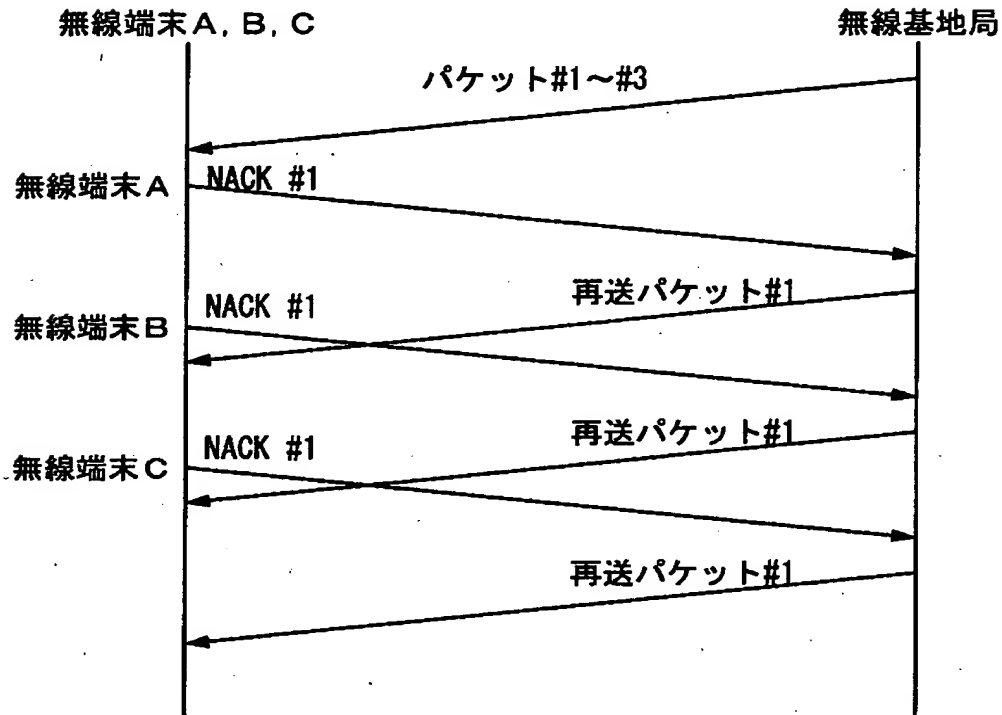 無線端末A, B, C
無線基地局
パケット#1〜#3
無線端末A
NACK #1
再送パケット#1
NACK #1
無線端末B
再送パケット#1
NACK #1
無線端末C
再送パケット#1